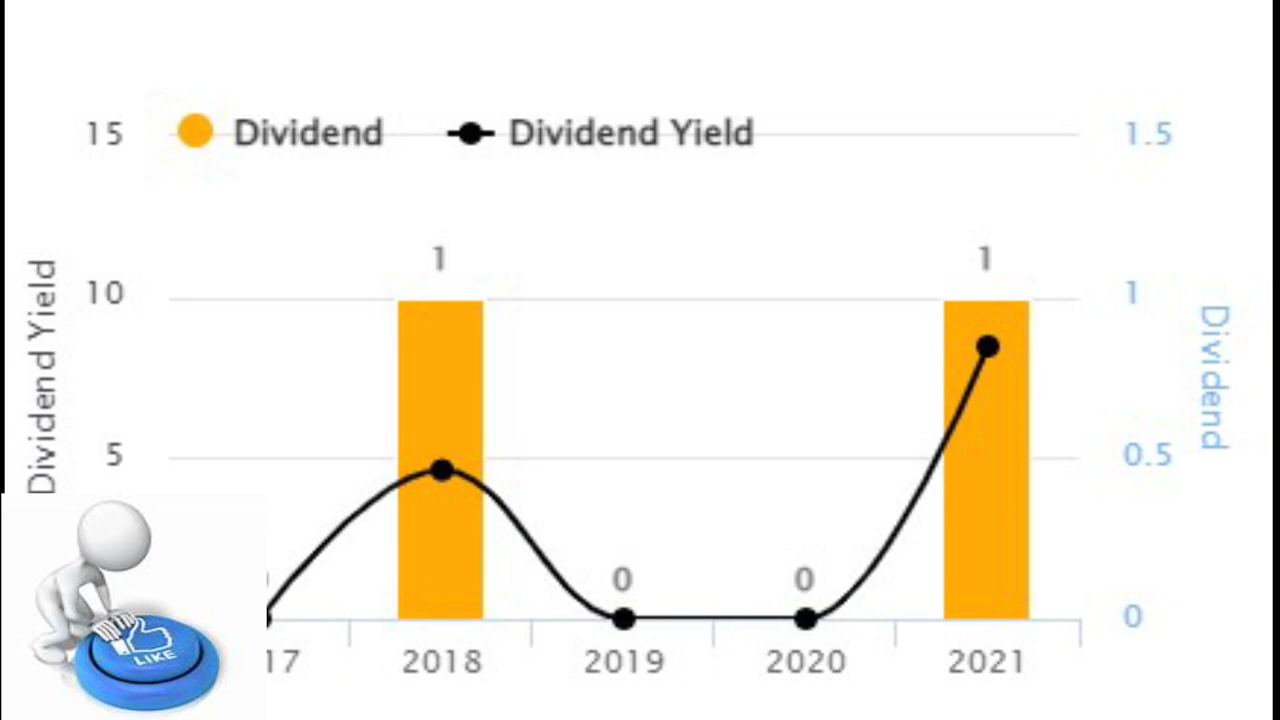 15 Dividend Dividend Yield 1.5
1 1
10 1
Dividend Yield
Dividend
5 0.5
0 0
0
LIKE
17 2018 2019 2020 2021